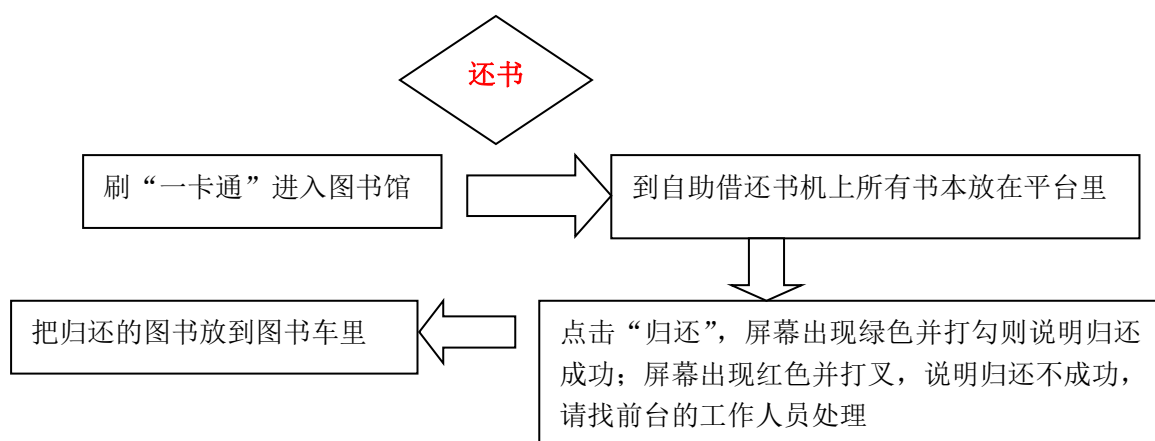 还书
刷“一卡通”进入图书馆
到自助借还书机上所有书本放在平台里
点击“归还”，屏幕出现绿色并打勾则说明归还
成功；屏幕出现红色并打叉，说明归还不成功，
请找前台的工作人员处理
把归还的图书放到图书车里